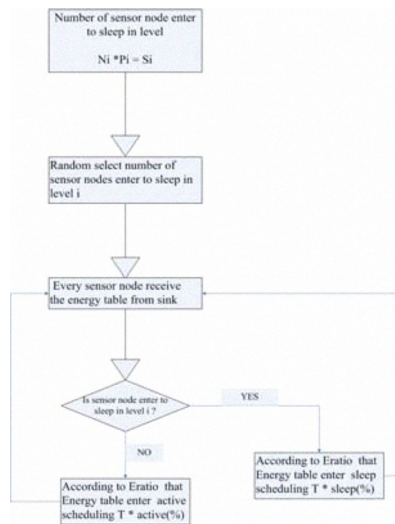 Number of sensor node enter
to sleep in level
Ni *Pi = Si
Random select number of
sensor nodes enter to sleep in
level i
Every sensor node receive
the energy table from sink
Is sensor node enter to
sleep in level i ?
YES
NO
According to Eratio that
Energy table enter sleep
scheduling T * sleep(%)
According to Eratio that
Energy table enter active
scheduling T * active(%)